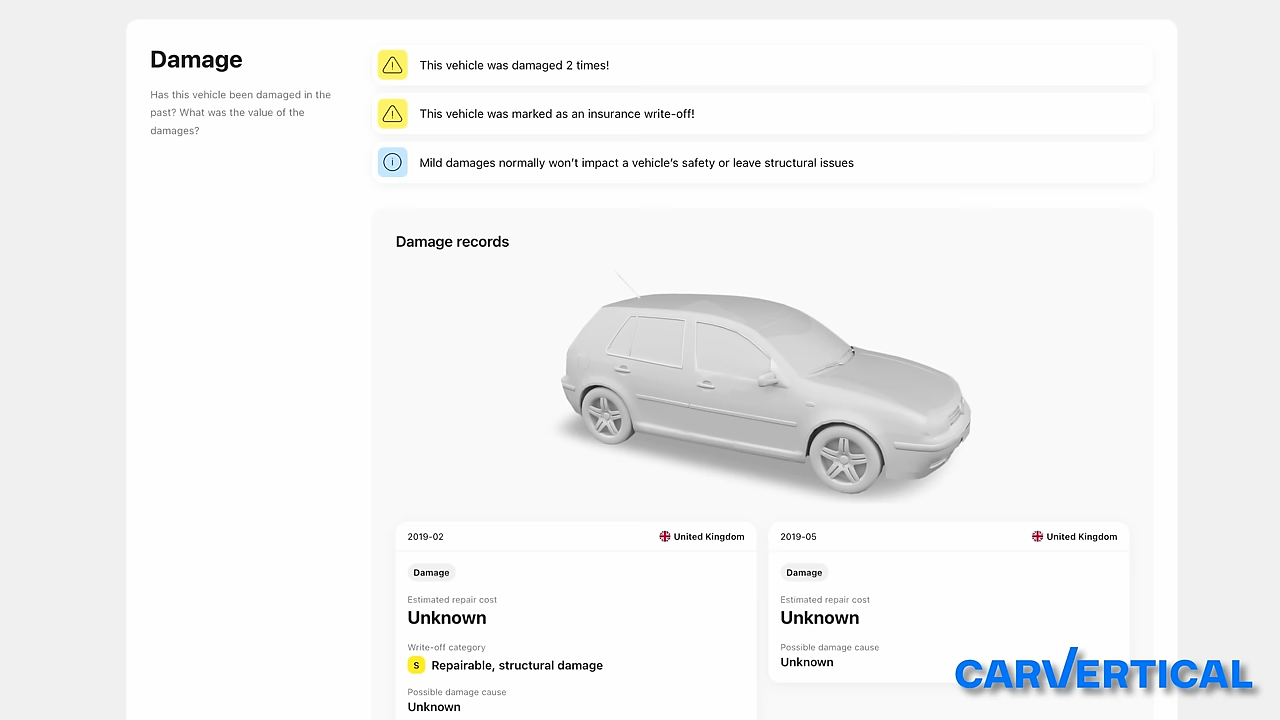 Damage
Has this vehicle been damaged in the
past? What was the value of the
damages?
This vehicle was damaged 2 times!
This vehicle was marked as an insurance write-off!
Mild damages normally won't impact a vehicle's safety or leave structural issues
Damage records
2019-02
United Kingdom
Damage
Estimated repair cost
Unknown
Write-off category
S Repairable, structural damage
Possible damage cause
Unknown
2019-05
United Kingdom
Damage
Estimated repair cost
Unknown
Possible damage cause
Unknown
CARVERTICAL